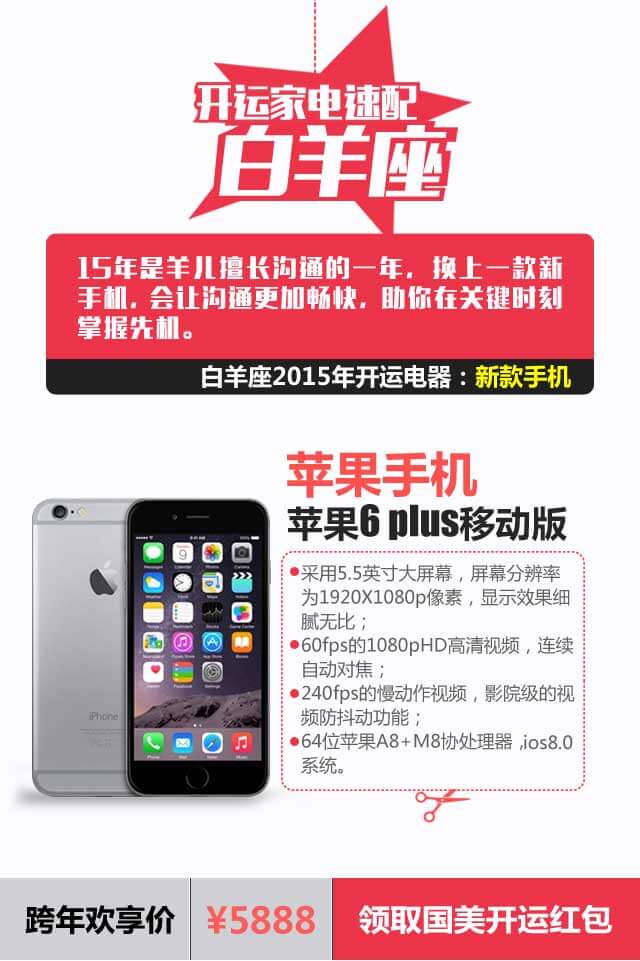 开运家电速配
白羊座
15年是羊儿擅长沟通的一年，换上一款新
手机，会让沟通更加畅快，助你在关键时刻
掌握先机。
白羊座2015年开运电器：新款手机
苹果手机
苹果6 plus移动版
采用5.5英寸大屏幕，屏幕分辨率
为1920X1080p像素，显示效果细
腻无比；
60fps的1080pHD高清视频，连续
自动对焦；
240fps的慢动作视频，影院级的视
频防抖动功能；
64位苹果A8+M8协处理器,ios8.0
系统。
iPhone
跨年欢享价
¥5888
领取国美开运红包